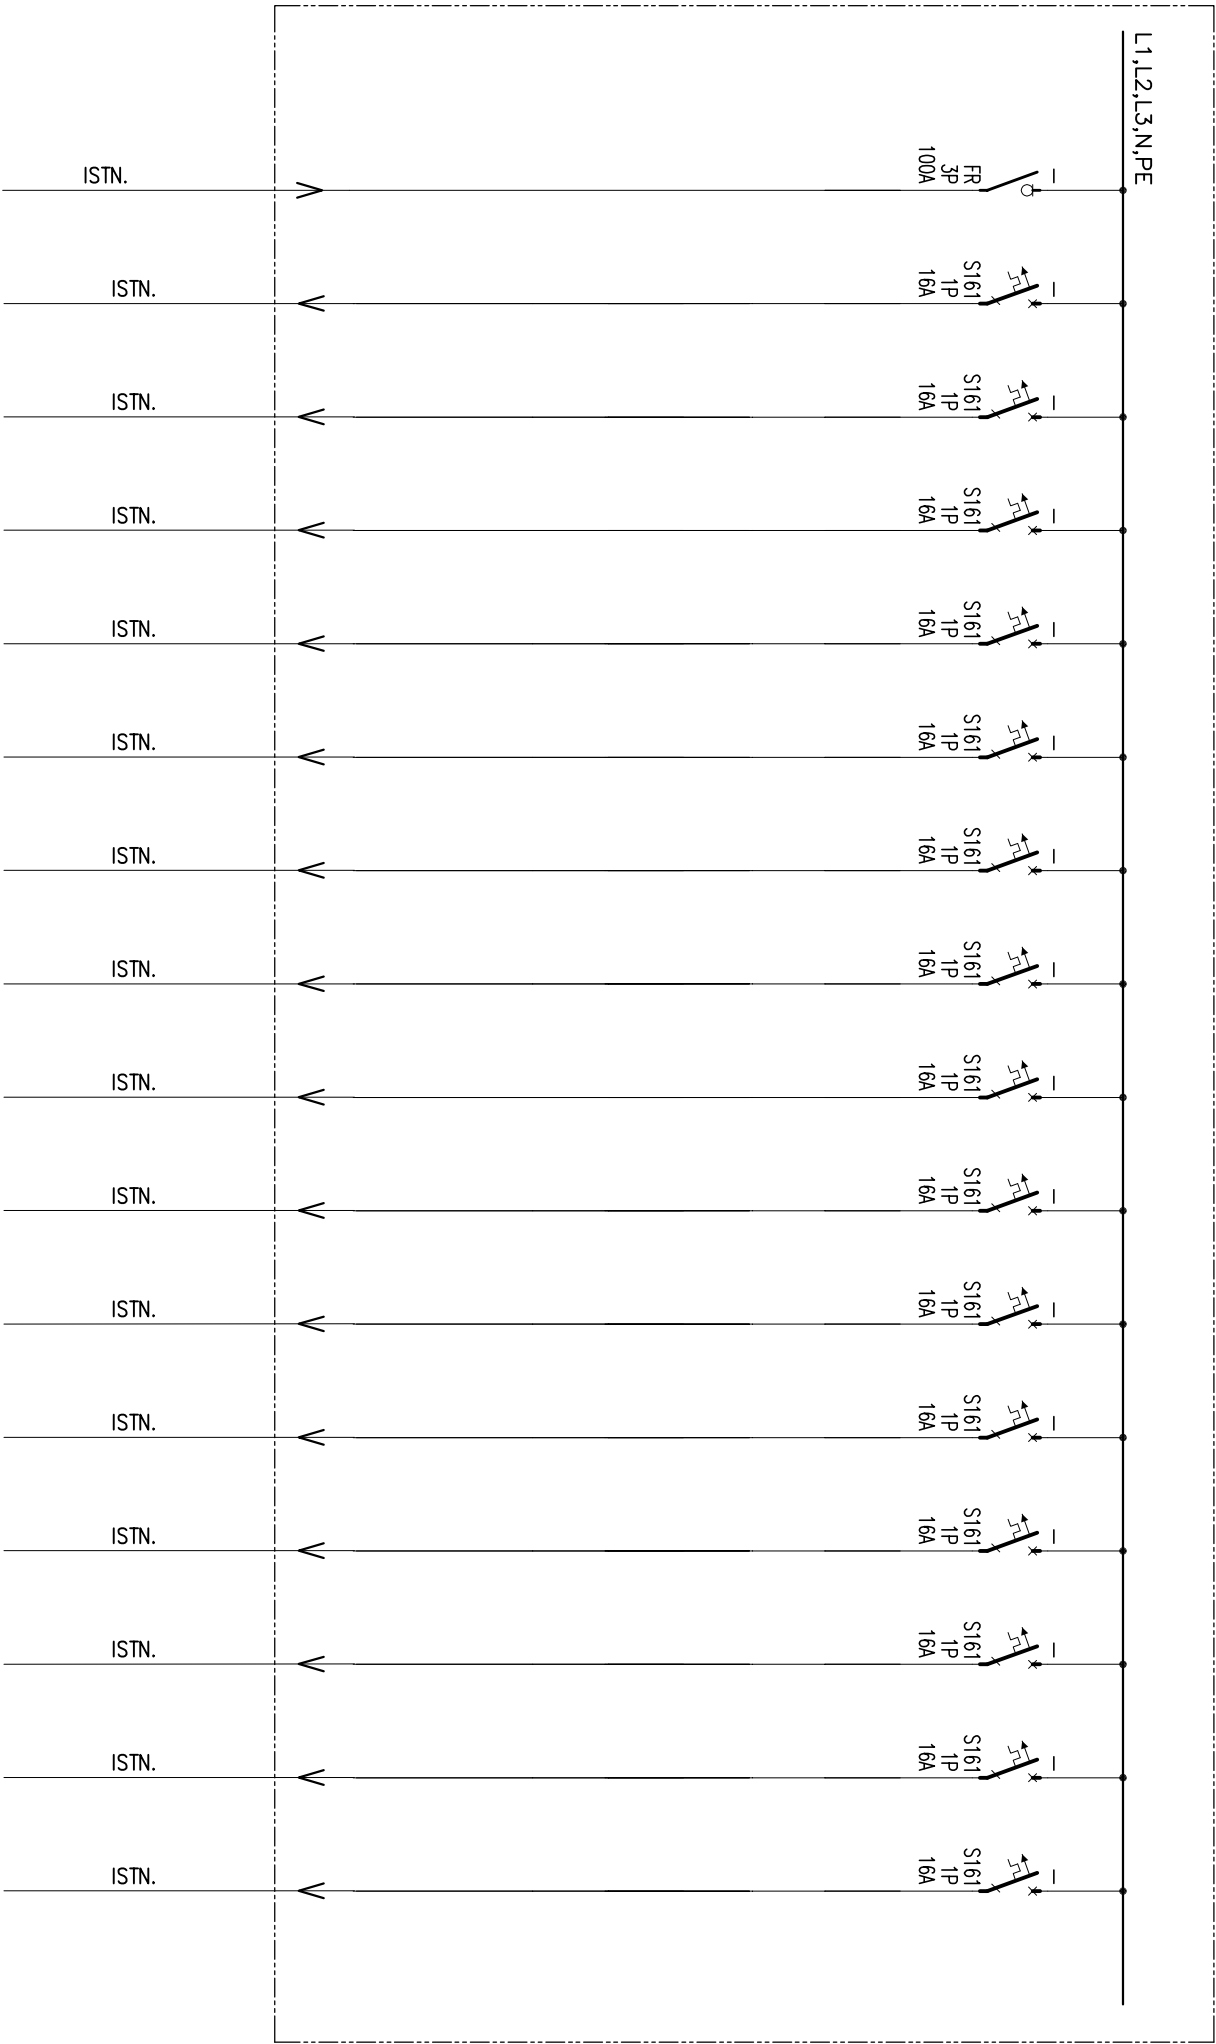 L1,L2,L3,N,PE
-
FR
3P
100A
ISTN.
-
S161
1P
16A
ISTN.
-
S161
1P
16A
ISTN.
-
S161
1P
16A
ISTN.
-
S161
1P
16A
ISTN.
-
S161
1P
16A
ISTN.
-
S161
1P
16A
ISTN.
-
S161
1P
16A
ISTN.
-
S161
1P
16A
ISTN.
-
S161
1P
16A
ISTN.
-
S161
1P
16A
ISTN.
-
S161
1P
16A
ISTN.
-
S161
1P
16A
ISTN.
-
S161
1P
16A
ISTN.
-
S161
1P
16A
ISTN.
-
S161
1P
16A
ISTN.